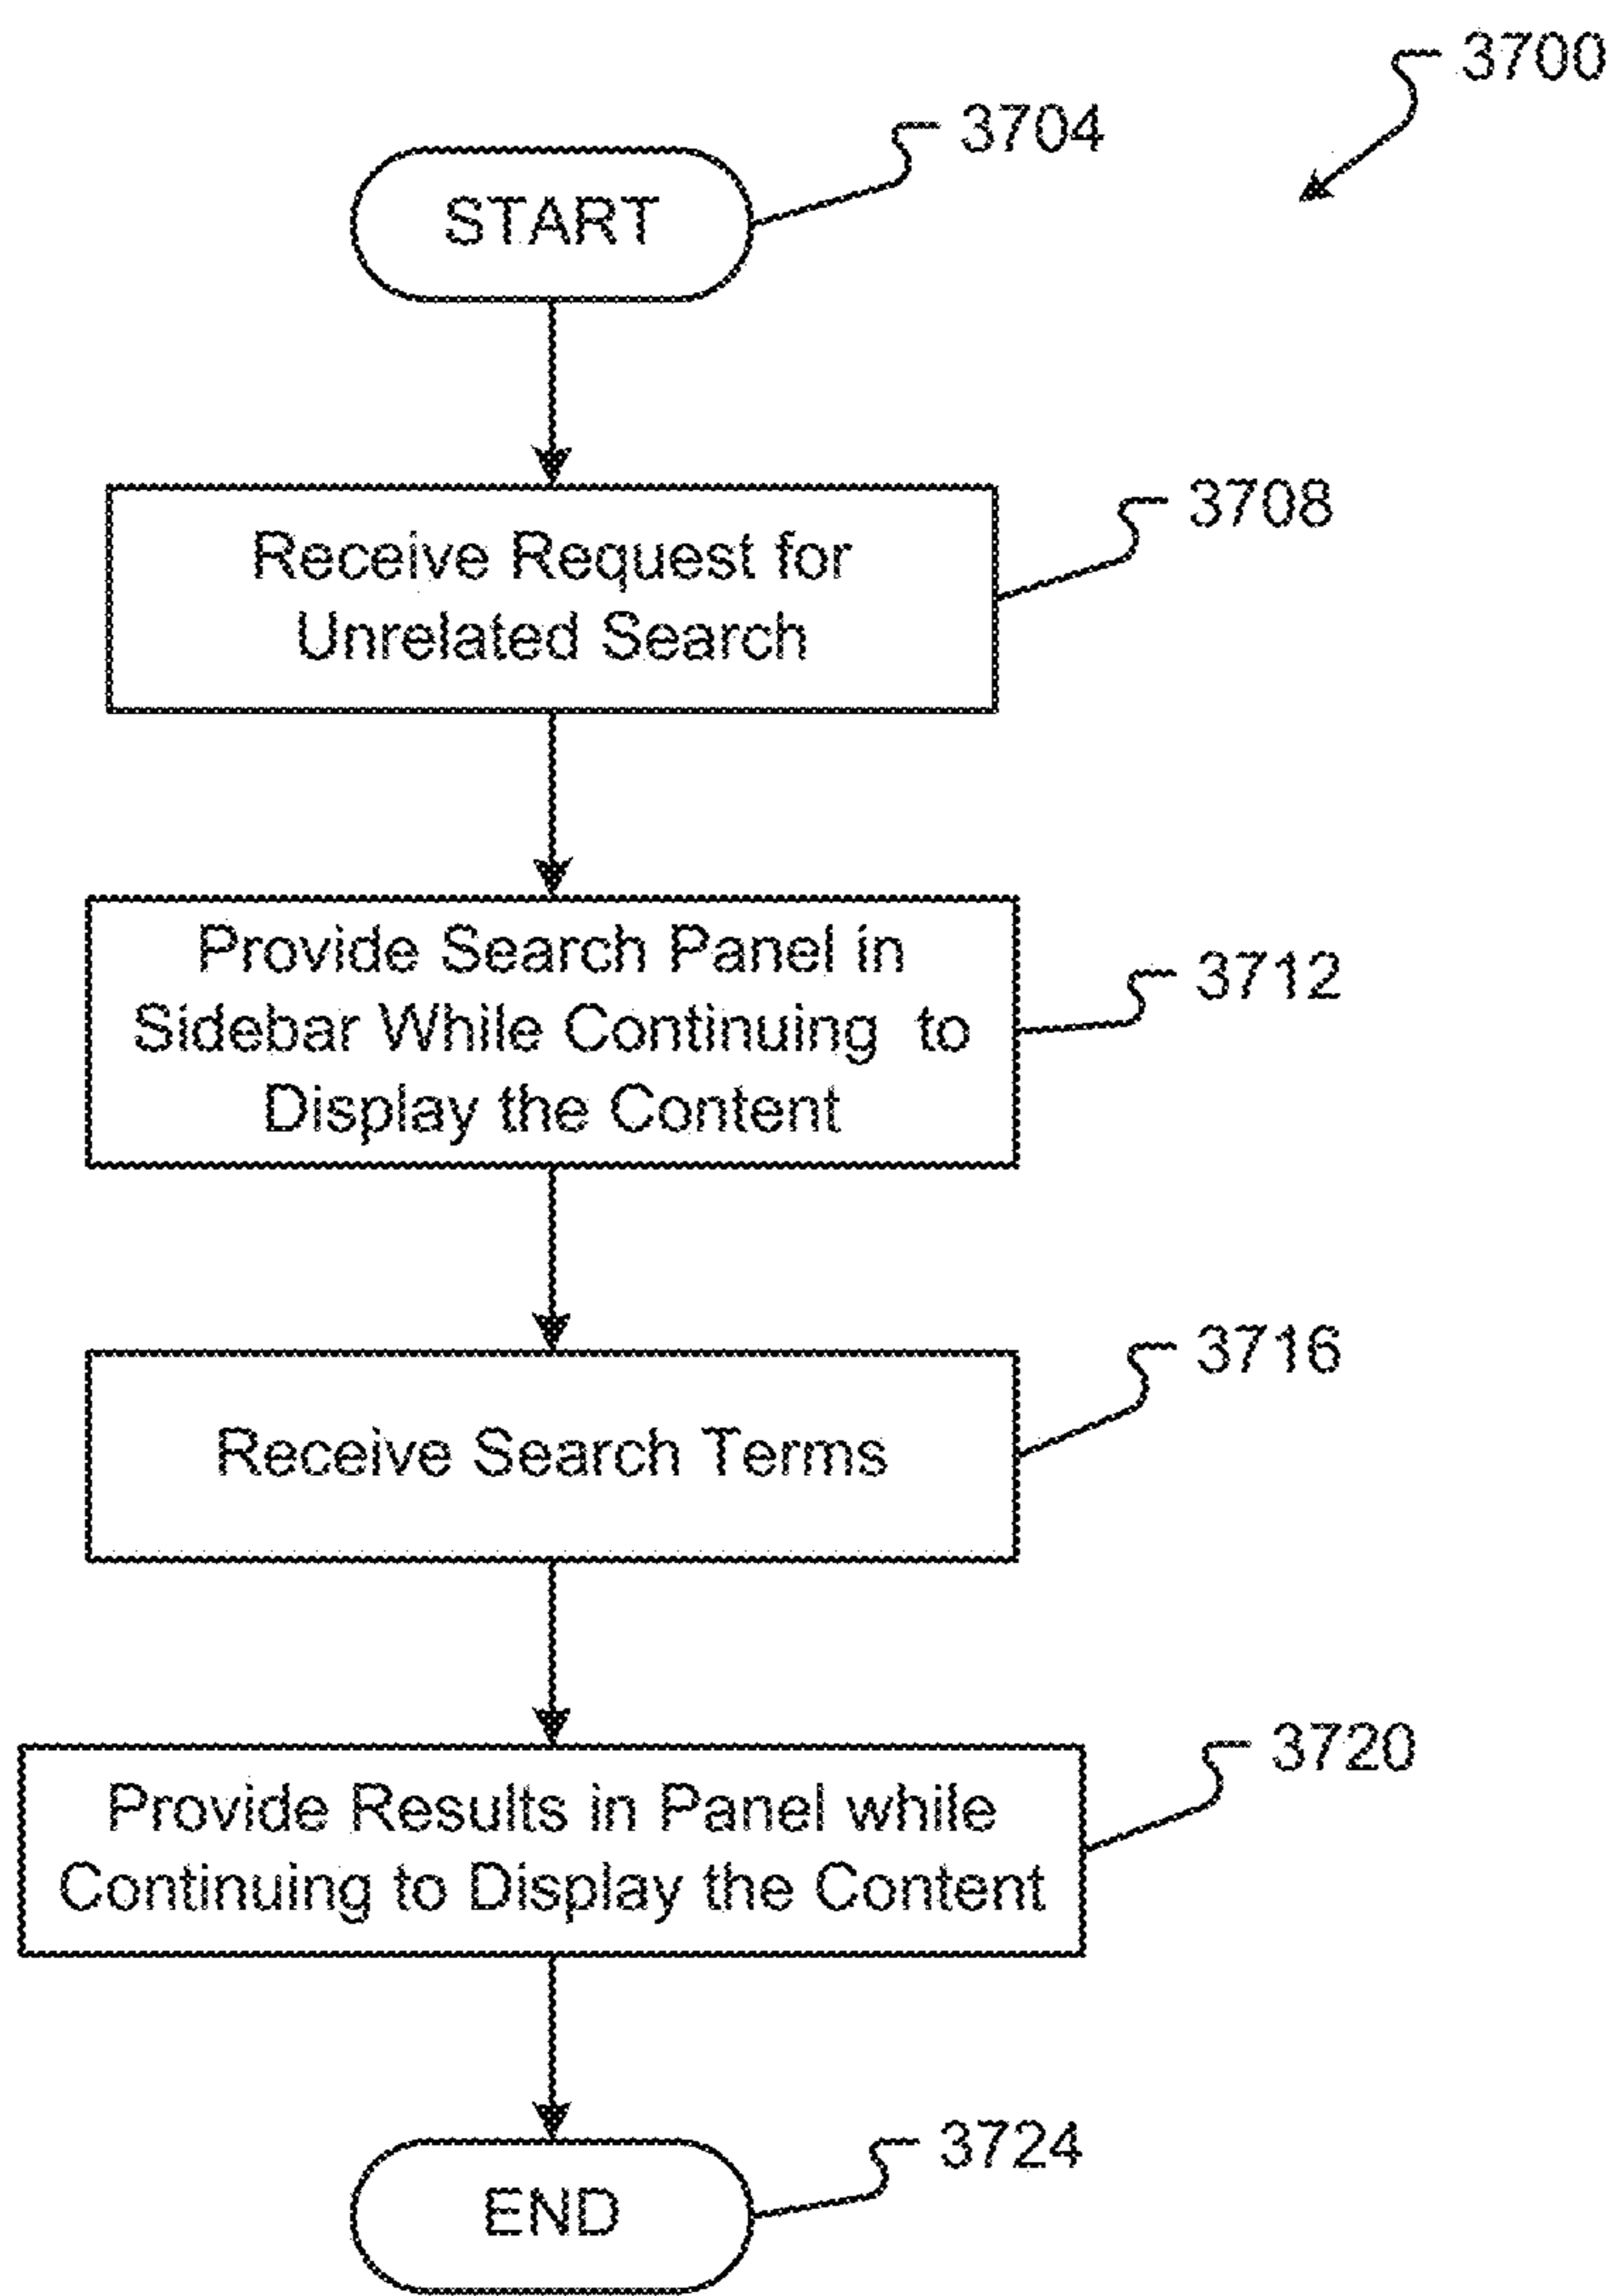 3700
3704
START
3708
Receive Request for
Unrelated Search
Provide Search Panel in
Sidebar While Continuing to
Display the Content
3712
3716
Receive Search Terms
3720
Provide Results in Panel while
Continuing to Display the Content
3724
END